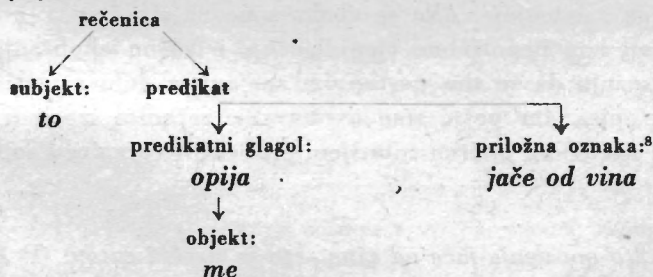 rečenica
subjekt: predikat
to
predikatni glagol: priložna oznaka:⁸
opija jače od vina
objekt:
me